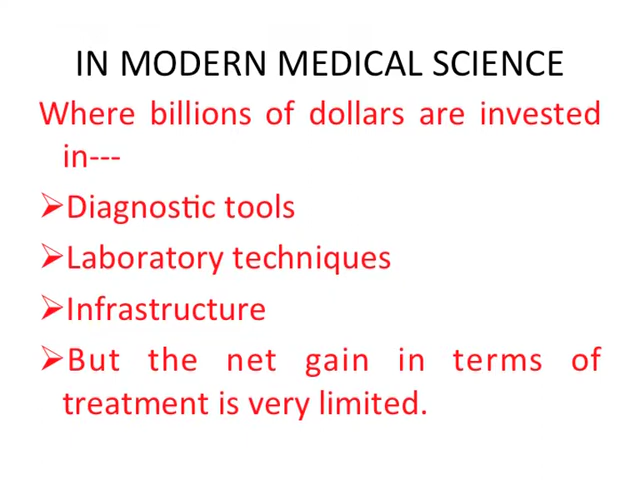 IN MODERN MEDICAL SCIENCE
Where billions of dollars are invested
in---
➢Diagnostic tools
➢Laboratory techniques
➢Infrastructure
➢But the net gain in terms of
treatment is very limited.